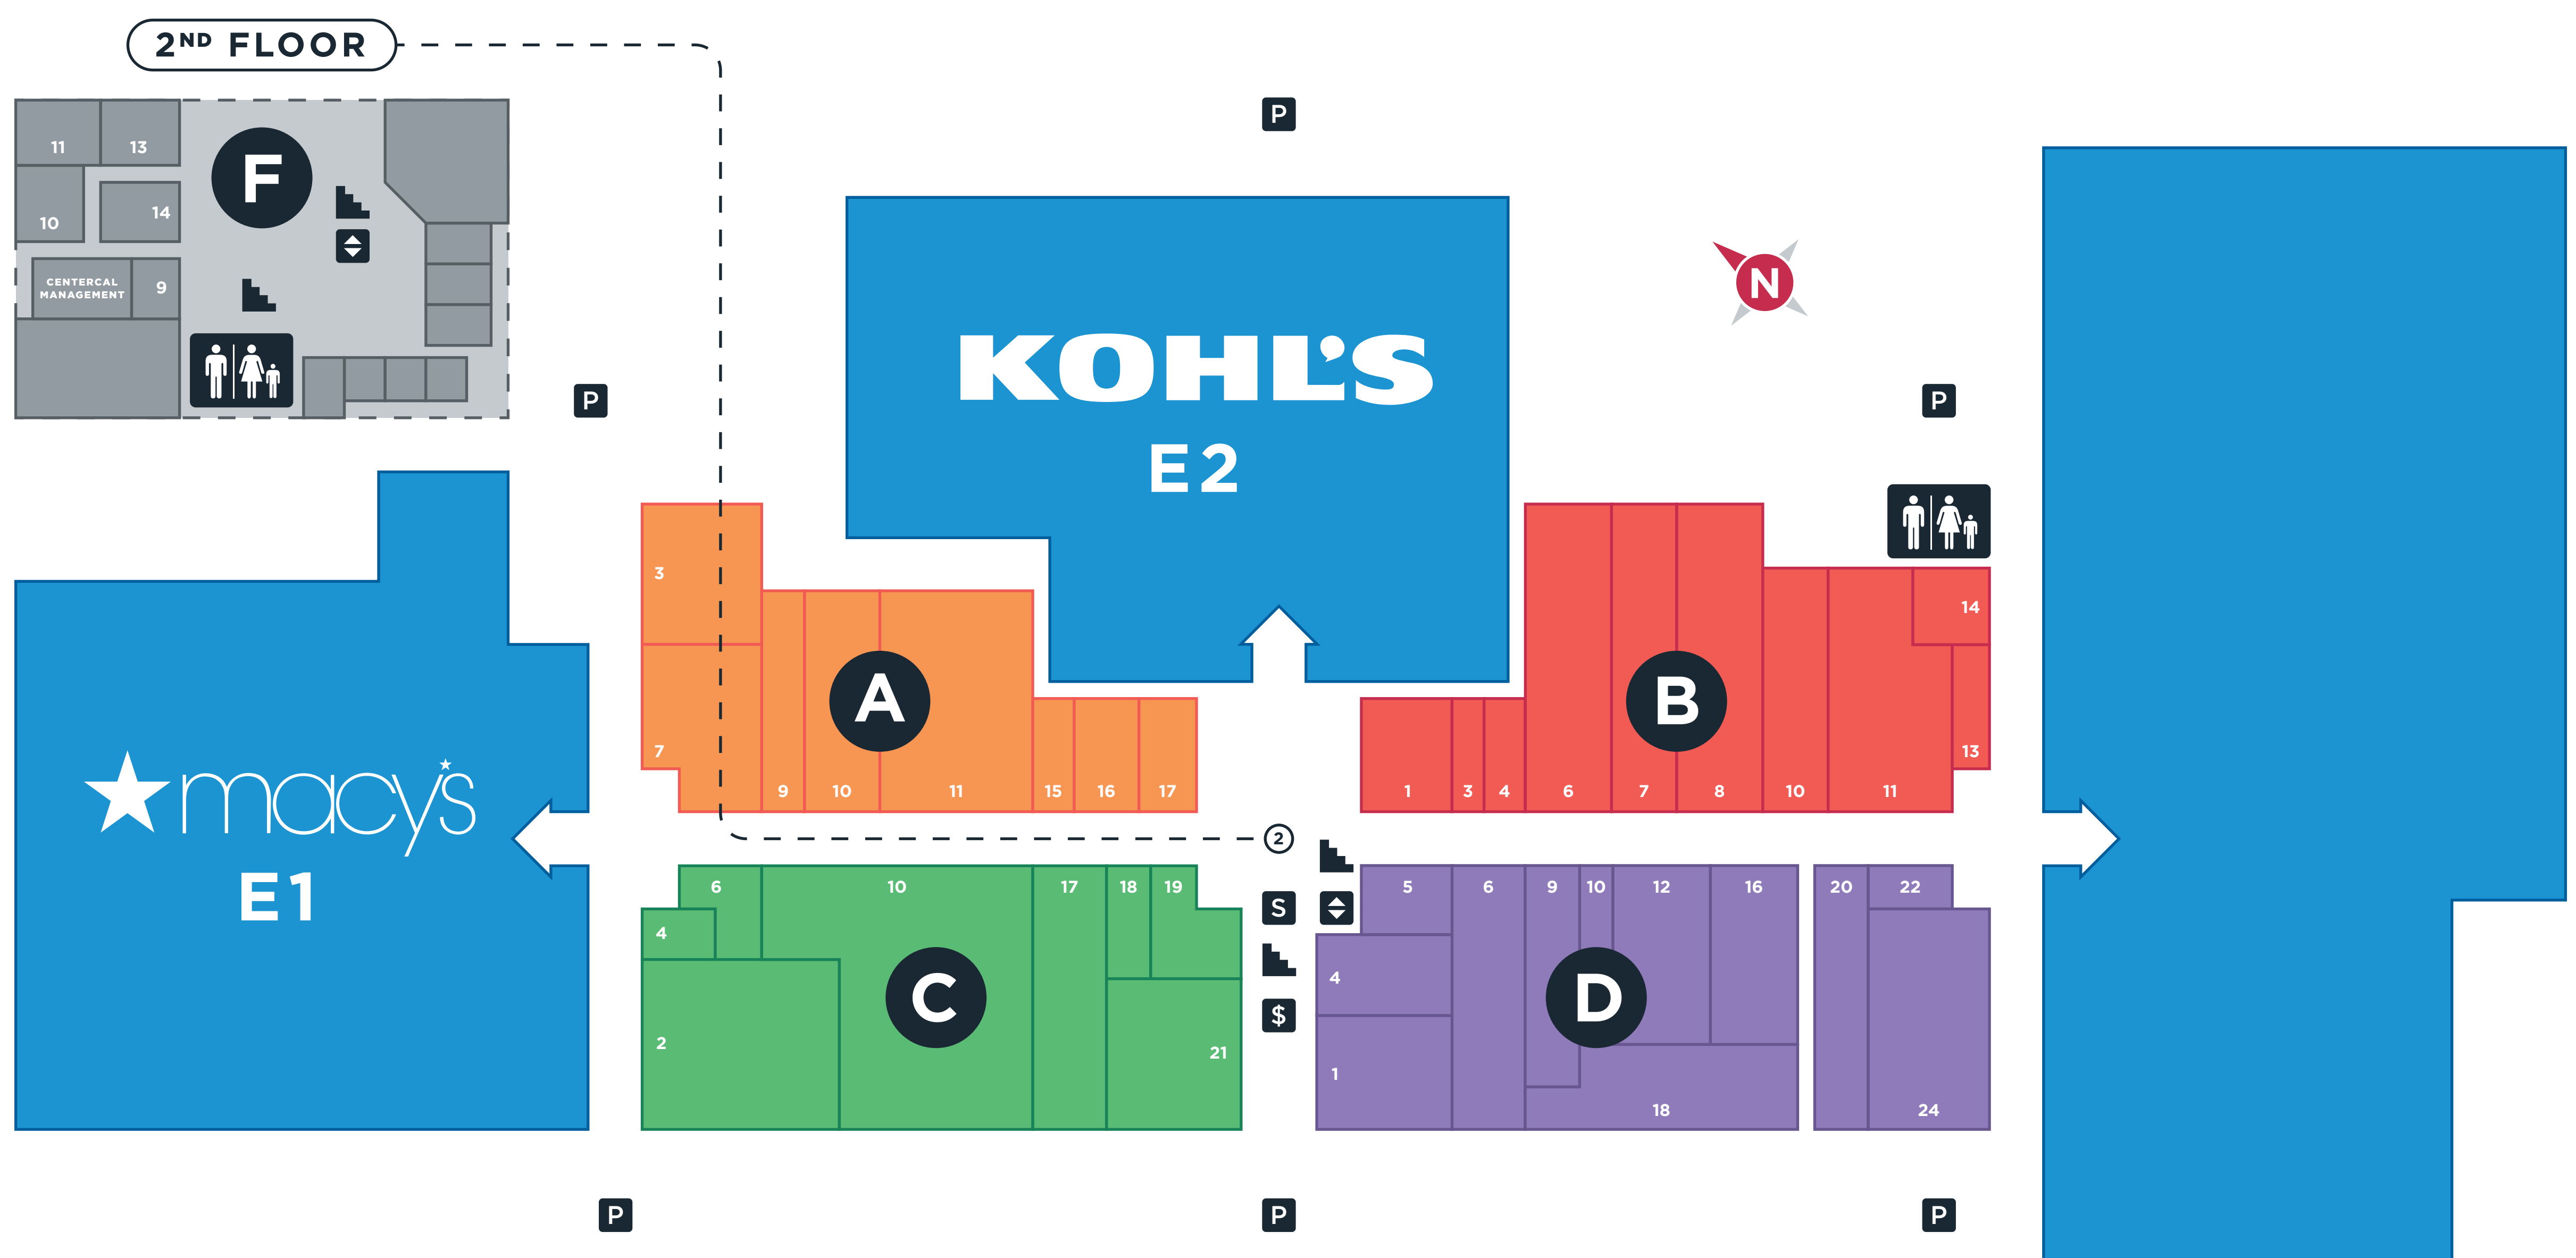 2ND FLOOR
11 13
F
10 14
CENTERCAL
MANAGEMENT
9
P
P
P
KOHL'S
E2
N
macy's
E1
3
7
9 10 11 15 16 17
A
14
13
1 3 4 6 7 8 10 11
B
2
6 10 17 18 19
4
2
21
C
S
$
5 6 9 10 12 16 20 22
4
1
18
24
D
P P P